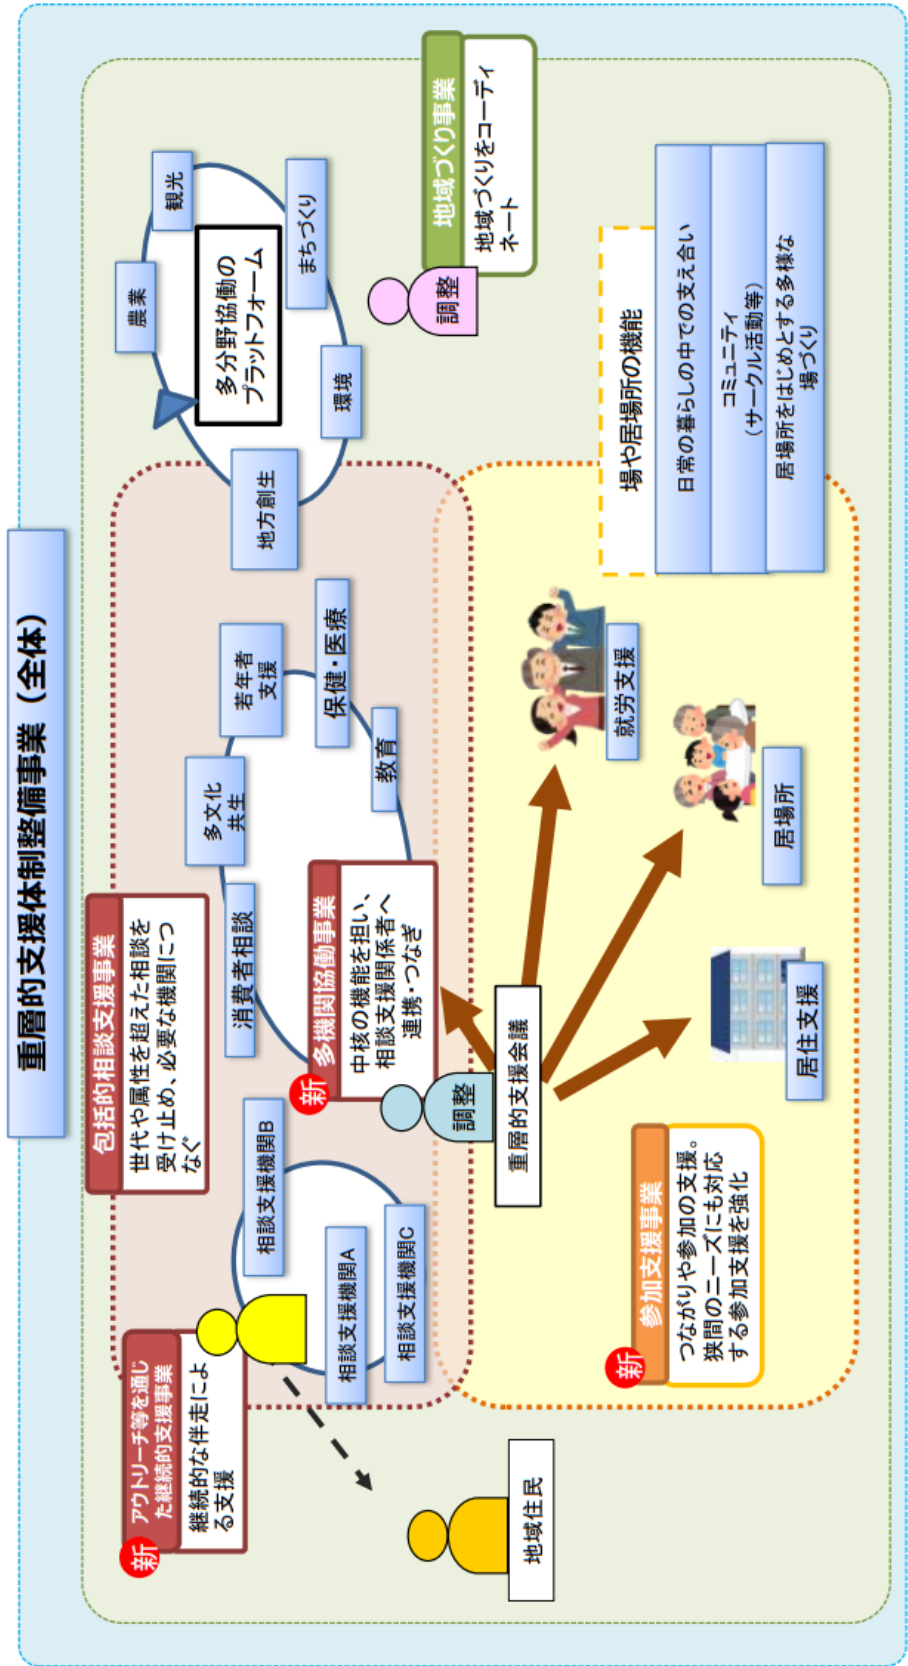 重層的支援体制整備事業（全体）
新
アウトリーチ等を通じ
た継続的支援事業
継続的な伴走によ
る支援
包括的相談支援事業
世代や属性を超えた相談を
受け止め、必要な機関につ
なぐ
相談支援機関B
相談支援機関A
相談支援機関C
新
多機関協働事業
中核の機能を担い、
相談支援関係者へ
連携・つなぎ
調整
重層的支援会議
消費者相談
多文化
共生
若年者
支援
保健・医療
教育
地方創生
農業
観光
まちづくり
環境
多分野協働の
プラットフォーム
調整
地域づくり事業
地域づくりをコーディ
ネート
地域住民
新
参加支援事業
つながりや参加の支援。
狭間のニーズにも対応
する参加支援を強化
居住支援
居場所
就労支援
場や居場所の機能
日常の暮らしの中での支え合い
コミュニティ
（サークル活動等）
居場所をはじめとする多様な
場づくり